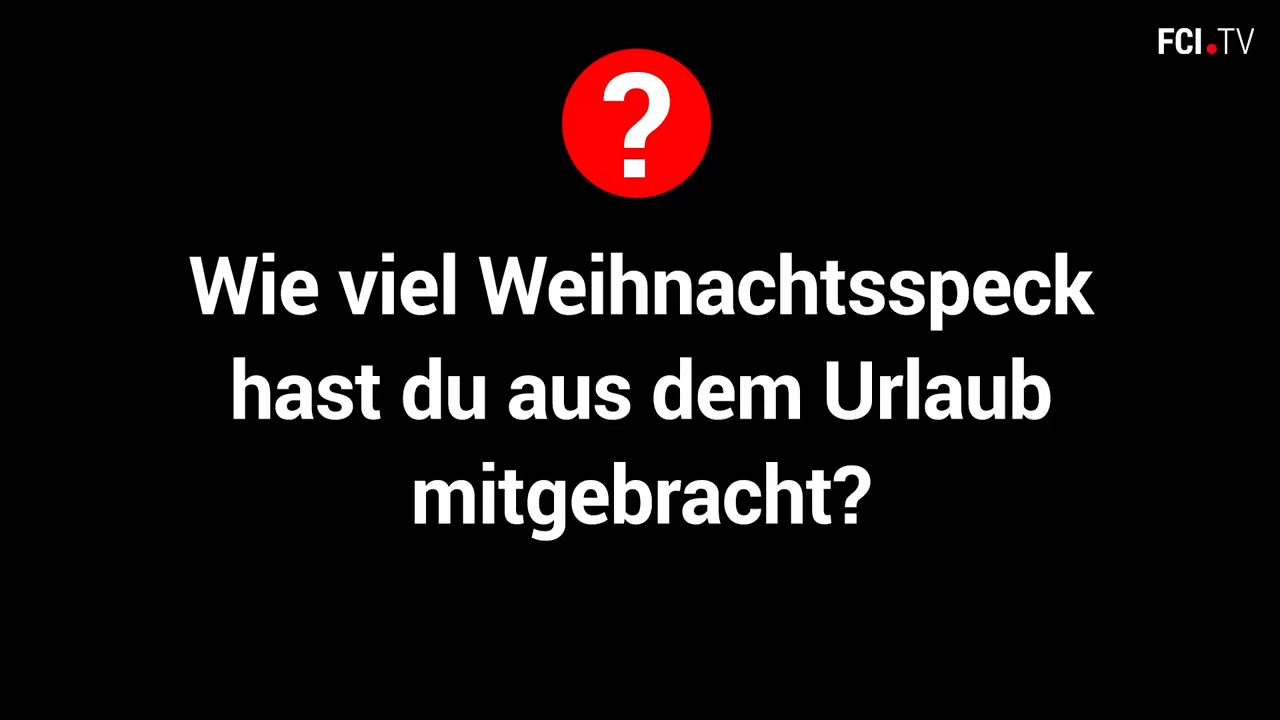 FCI.TV
?
Wie viel Weihnachtsspeck
hast du aus dem Urlaub
mitgebracht?